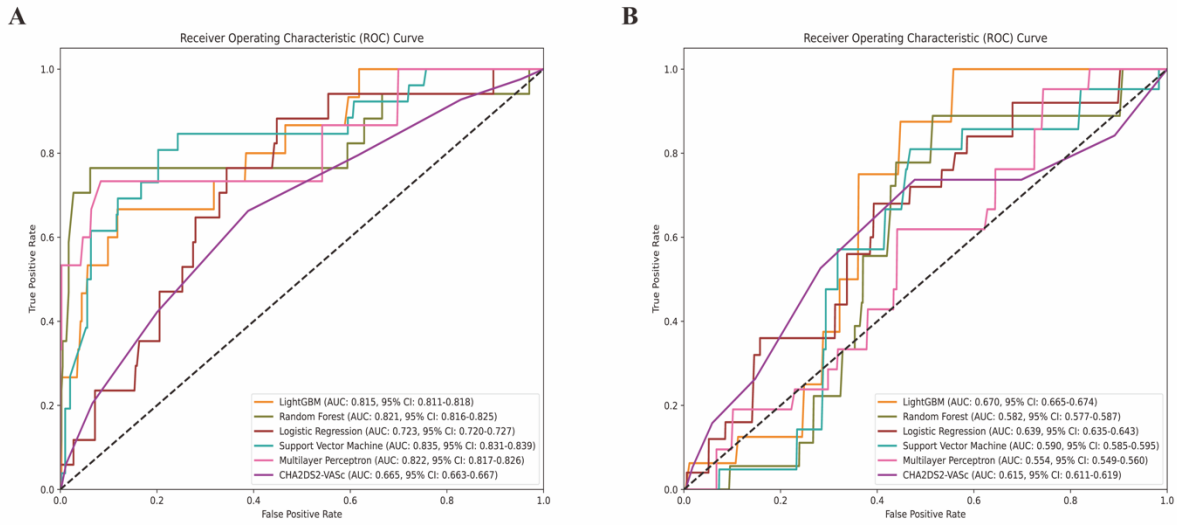 A
Receiver Operating Characteristic (ROC) Curve
True Positive Rate
1.0
0.8
0.6
0.4
0.2
0.0
LightGBM (AUC: 0.815, 95% CI: 0.811-0.818)
Random Forest (AUC: 0.821, 95% CI: 0.816-0.825)
Logistic Regression (AUC: 0.723, 95% CI: 0.720-0.727)
Support Vector Machine (AUC: 0.835, 95% CI: 0.831-0.839)
Multilayer Perceptron (AUC: 0.822, 95% CI: 0.817-0.826)
CHA2DS2-VASc (AUC: 0.665, 95% CI: 0.663-0.667)
0.0 0.2 0.4 0.6 0.8 1.0
False Positive Rate
B
Receiver Operating Characteristic (ROC) Curve
True Positive Rate
1.0
0.8
0.6
0.4
0.2
0.0
LightGBM (AUC: 0.670, 95% CI: 0.665-0.674)
Random Forest (AUC: 0.582, 95% CI: 0.577-0.587)
Logistic Regression (AUC: 0.639, 95% CI: 0.635-0.643)
Support Vector Machine (AUC: 0.590, 95% CI: 0.585-0.595)
Multilayer Perceptron (AUC: 0.554, 95% CI: 0.549-0.560)
CHA2DS2-VASc (AUC: 0.615, 95% CI: 0.611-0.619)
0.0 0.2 0.4 0.6 0.8 1.0
False Positive Rate